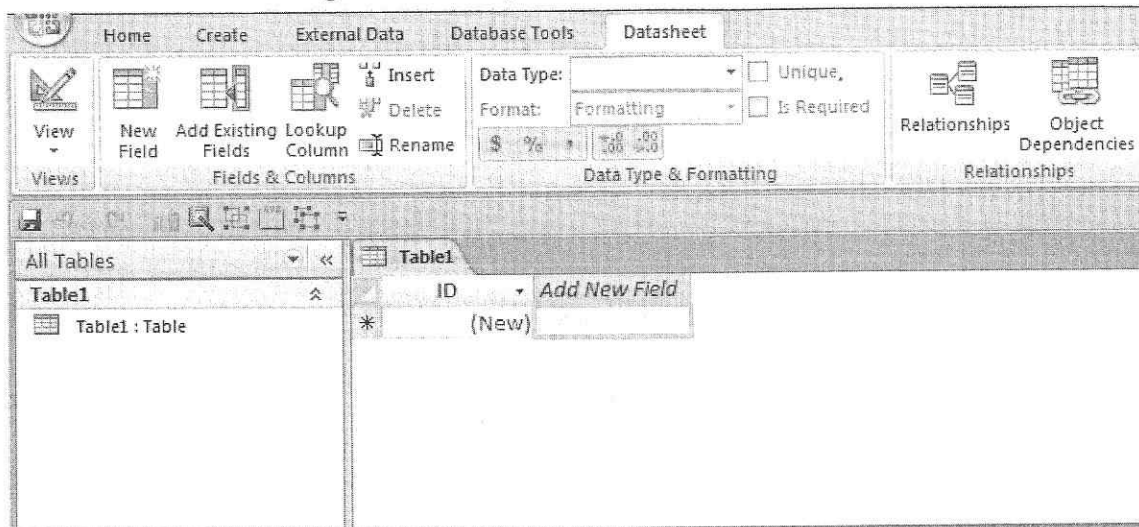 Home Create External Data Database Tools Datasheet
View
Views
New Field
Add Existing Fields
Lookup Column
Insert
Delete
Rename
Fields & Columns
Data Type:
Unique,
Format: Formatting
Is Required
$ % ,
Data Type & Formatting
Relationships
Object Dependencies
Relationships
All Tables «
Table1
Table1 : Table
Table1
ID Add New Field
* (New)